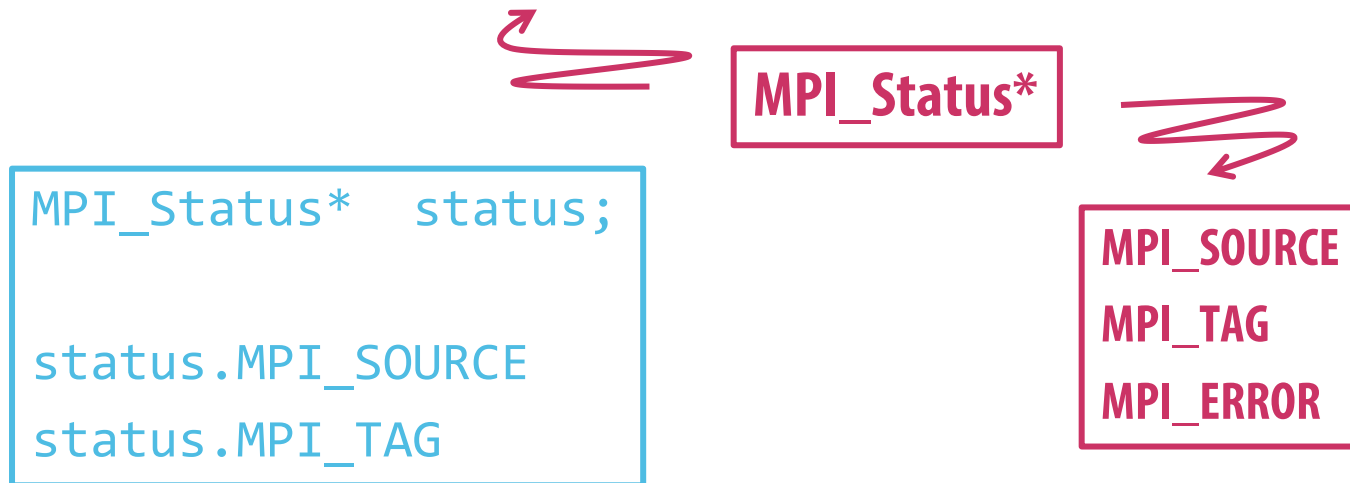 MPI_Status*
MPI_Status* status;
status.MPI_SOURCE
status.MPI_TAG
MPI_SOURCE
MPI_TAG
MPI_ERROR